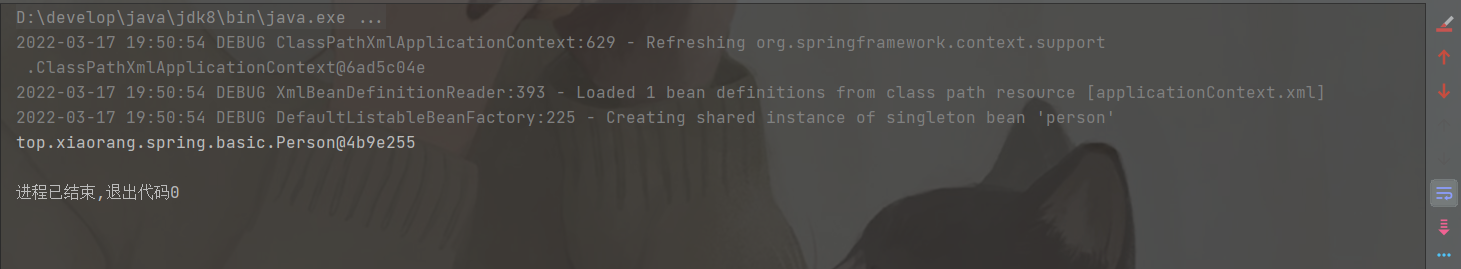 D:\develop\java\jdk8\bin\java.exe ...
2022-03-17 19:50:54 DEBUG ClassPathXmlApplicationContext:629 - Refreshing org.springframework.context.support
.ClassPathXmlApplicationContext@6ad5c04e
2022-03-17 19:50:54 DEBUG XmlBeanDefinitionReader:393 - Loaded 1 bean definitions from class path resource [applicationContext.xml]
2022-03-17 19:50:54 DEBUG DefaultListableBeanFactory:225 - Creating shared instance of singleton bean 'person'
top.xiaorang.spring.basic.Person@4b9e255
进程已结束,退出代码0